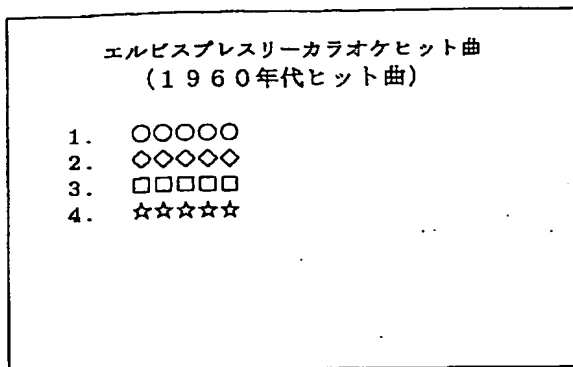 エルビスプレスリーカラオケヒット曲
(1960年代ヒット曲)
1. ○○○○○
2. ◇◇◇◇◇
3. □□□□□
4. ☆☆☆☆☆